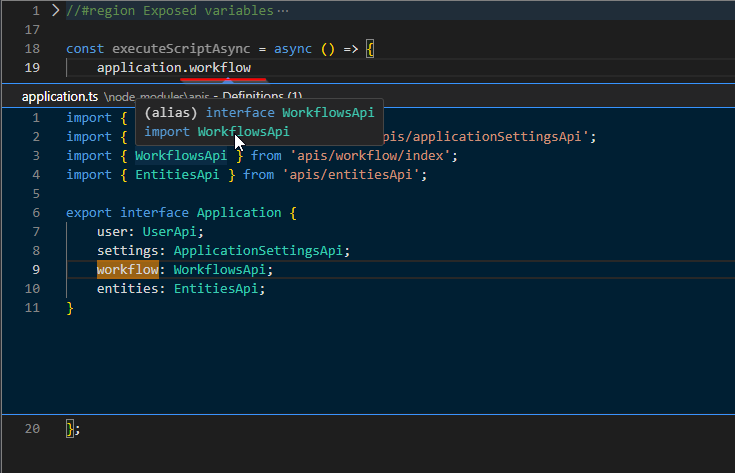 1 //#region Exposed variables ···
17
18 const executeScriptAsync = async () => {
19 application.workflow
application.ts \node_modules\apis - Definitions (1)
(alias) interface WorkflowsApi
import WorkflowsApi
1 import {
2 import { pis/applicationSettingsApi';
3 import { WorkflowsApi } from 'apis/workflow/index';
4 import { EntitiesApi } from 'apis/entitiesApi';
5
6 export interface Application {
7 user: UserApi;
8 settings: ApplicationSettingsApi;
9 workflow: WorkflowsApi;
10 entities: EntitiesApi;
11 }
20 };